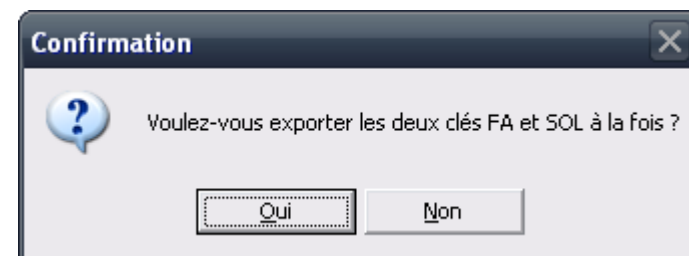 Confirmation
Voulez-vous exporter les deux clés FA et SOL à la fois ?
Oui
Non